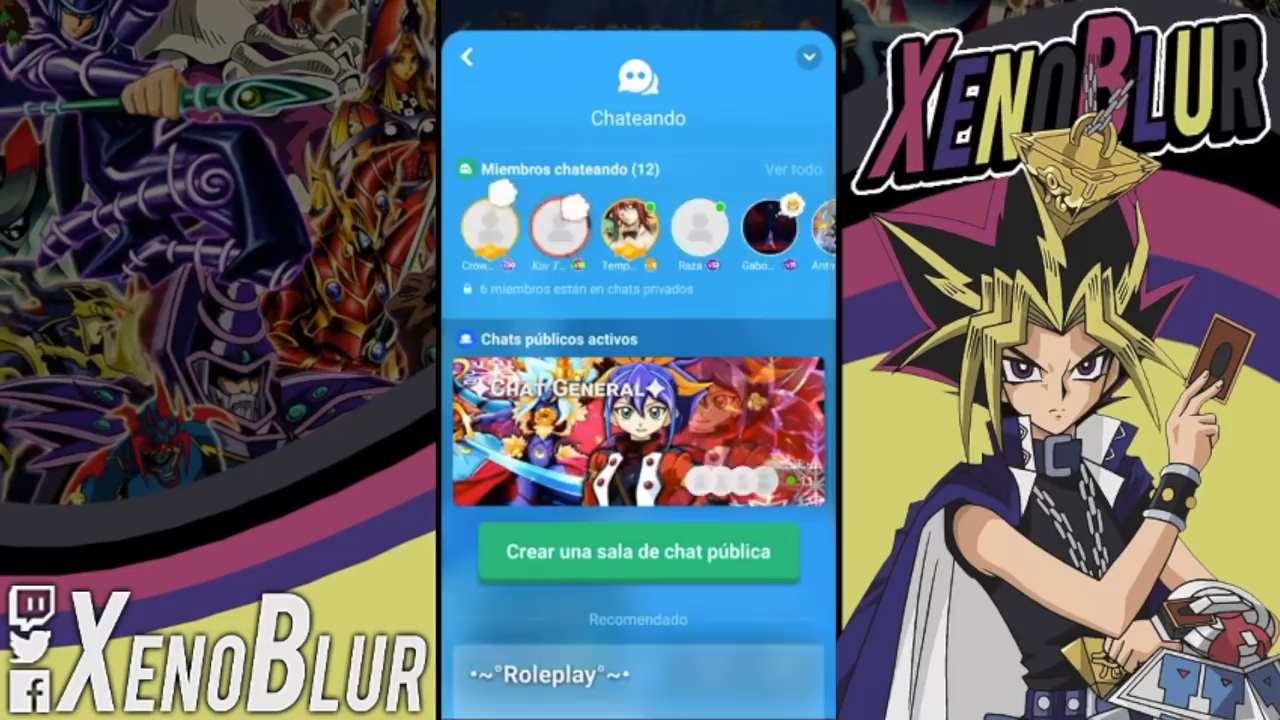 XENOBLUR
Chateando
Miembros chateando (12)
Ver todo
Crow...
Temp...
Raza
Gabo...
6 miembros están en chats privados
Chats públicos activos
✦CHAT GENERAL✦
Crear una sala de chat pública
Recomendado
•~°Roleplay°~•
XENOBLUR